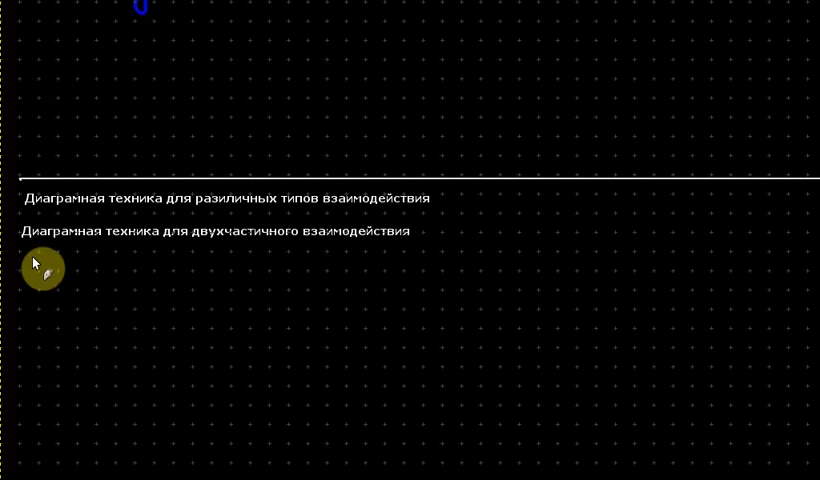 Диаграмная техника для разиличных типов взаимодействия
Диаграмная техника для двухчастичного взаимодействия